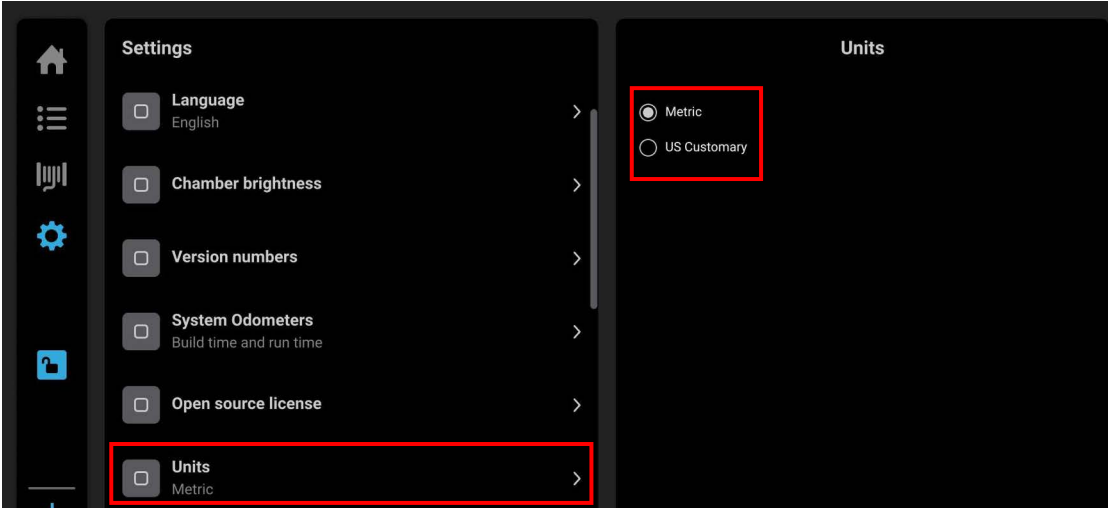 Settings
Language
English
Chamber brightness
Version numbers
System Odometers
Build time and run time
Open source license
Units
Metric
Units
Metric
US Customary